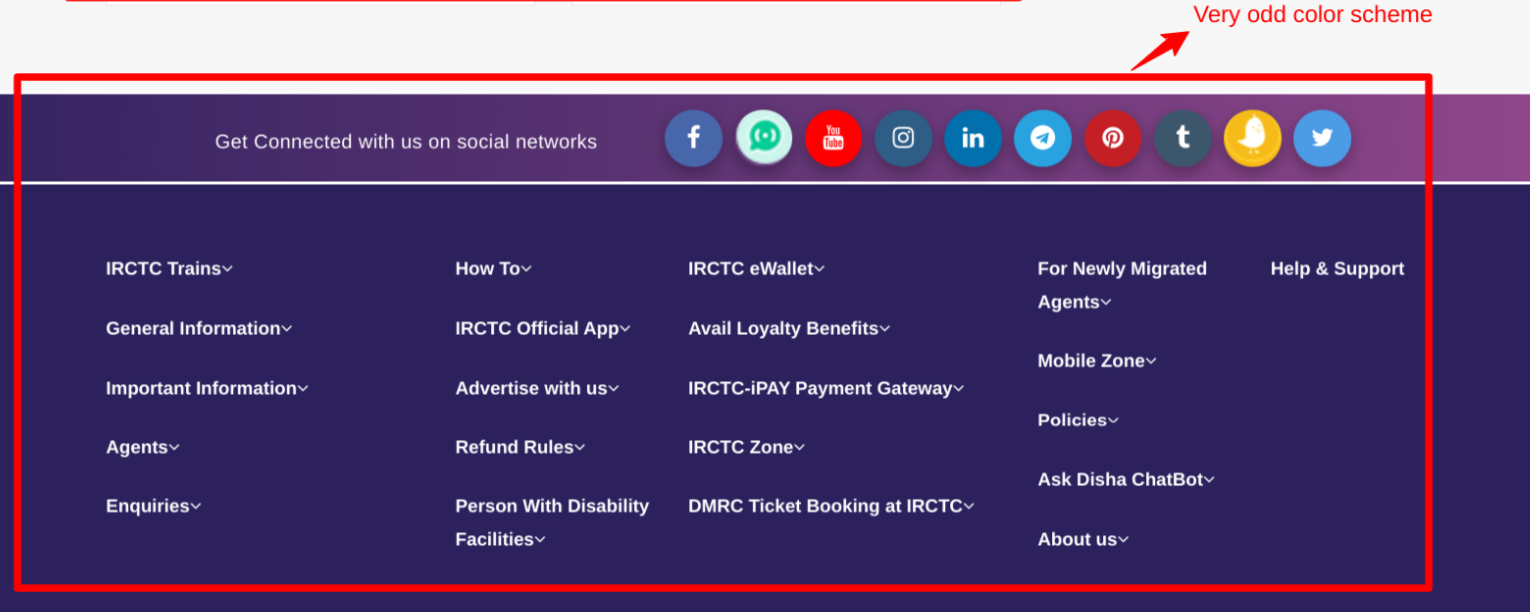 Very odd color scheme
Get Connected with us on social networks
f
You
Tube
in
t
IRCTC Trains
General Information
Important Information
Agents
Enquiries
How To
IRCTC Official App
Advertise with us
Refund Rules
Person With Disability
Facilities
IRCTC eWallet
Avail Loyalty Benefits
IRCTC-iPAY Payment Gateway
IRCTC Zone
DMRC Ticket Booking at IRCTC
For Newly Migrated
Agents
Mobile Zone
Policies
Ask Disha ChatBot
About us
Help & Support